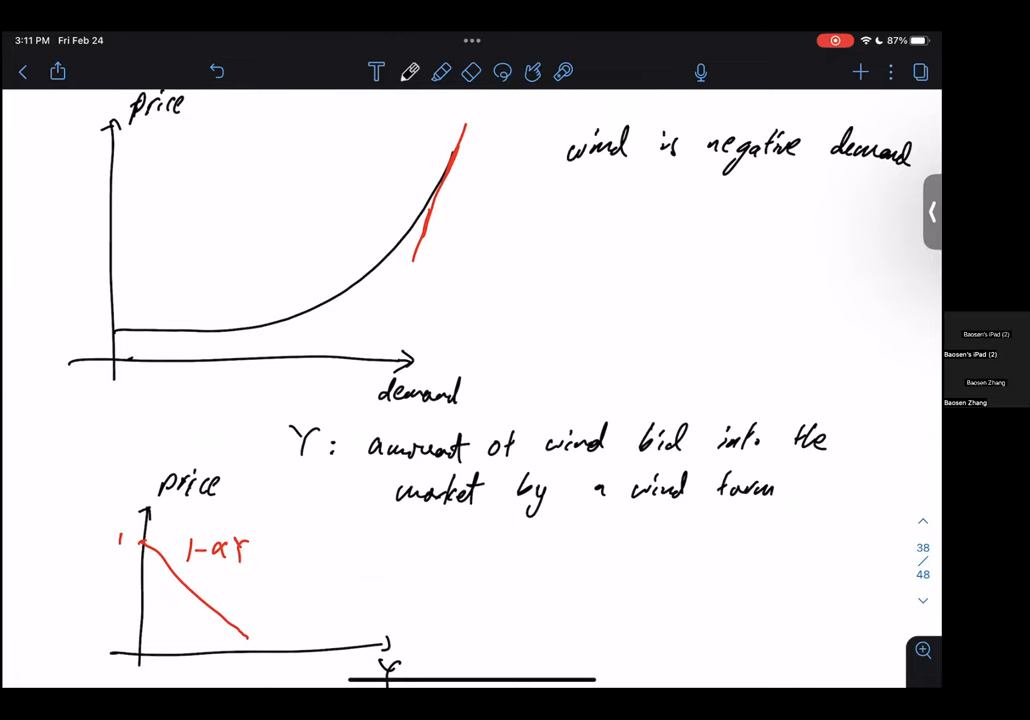 3:11 PM Fri Feb 24
87%
price
wind is negative demand
demand
Y: amount of wind bid into the
market by a wind farm
price
1
1-αY
Y
38
/
48
Baosen's iPad (2)
Baosen's iPad (2)
Baosen Zhang
Baosen Zhang